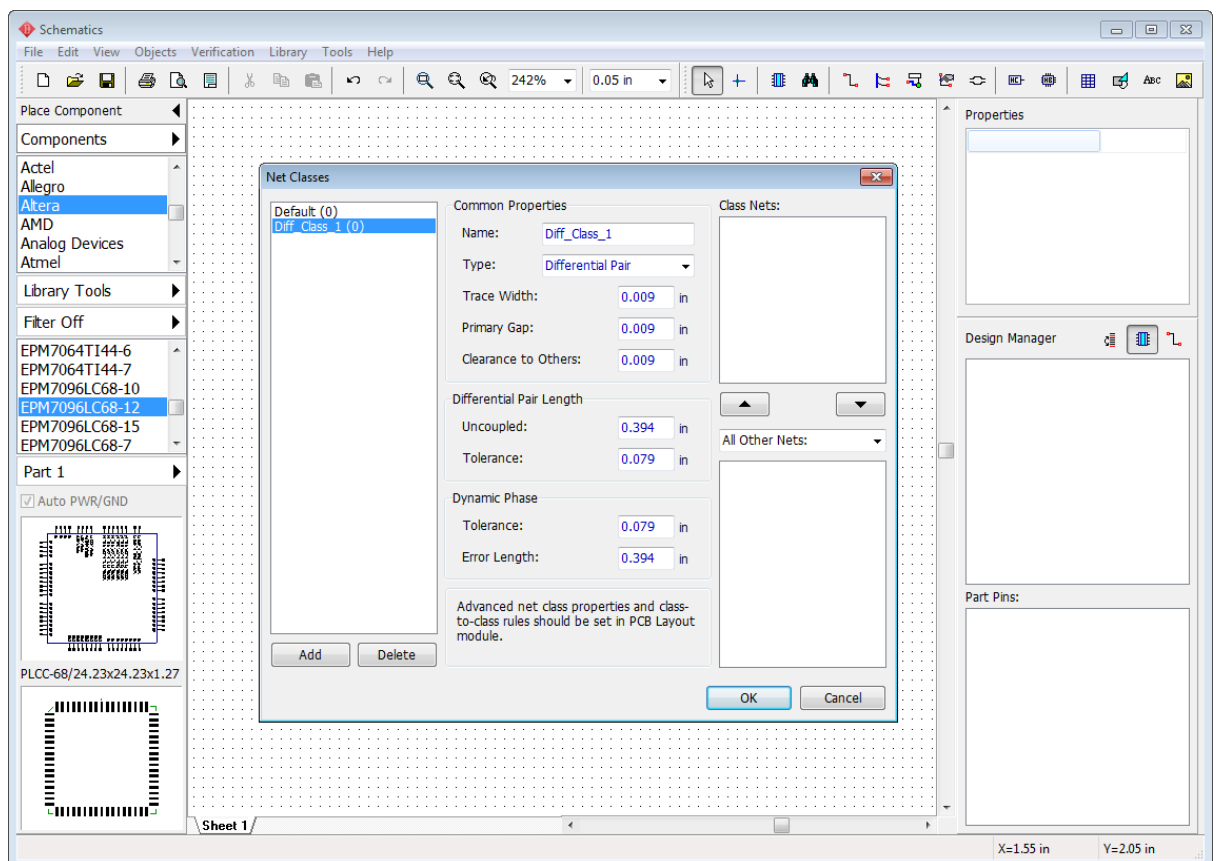 Schematics
File Edit View Objects Verification Library Tools Help
242% 0.05 in ABC
Place Component
Components
Actel
Allegro
Altera
AMD
Analog Devices
Atmel
Library Tools
Filter Off
EPM7064TI44-6
EPM7064TI44-7
EPM7096LC68-10
EPM7096LC68-12
EPM7096LC68-15
EPM7096LC68-7
Part 1
Auto PWR/GND
PLCC-68/24.23x24.23x1.27
Net Classes
Default (0)
Diff_Class_1 (0)
Add Delete
Common Properties
Name: Diff_Class_1
Type: Differential Pair
Trace Width: 0.009 in
Primary Gap: 0.009 in
Clearance to Others: 0.009 in
Differential Pair Length
Uncoupled: 0.394 in
Tolerance: 0.079 in
Dynamic Phase
Tolerance: 0.079 in
Error Length: 0.394 in
Advanced net class properties and class-
to-class rules should be set in PCB Layout
module.
Class Nets:
All Other Nets:
OK Cancel
Sheet 1
Properties
Design Manager
Part Pins:
X=1.55 in Y=2.05 in